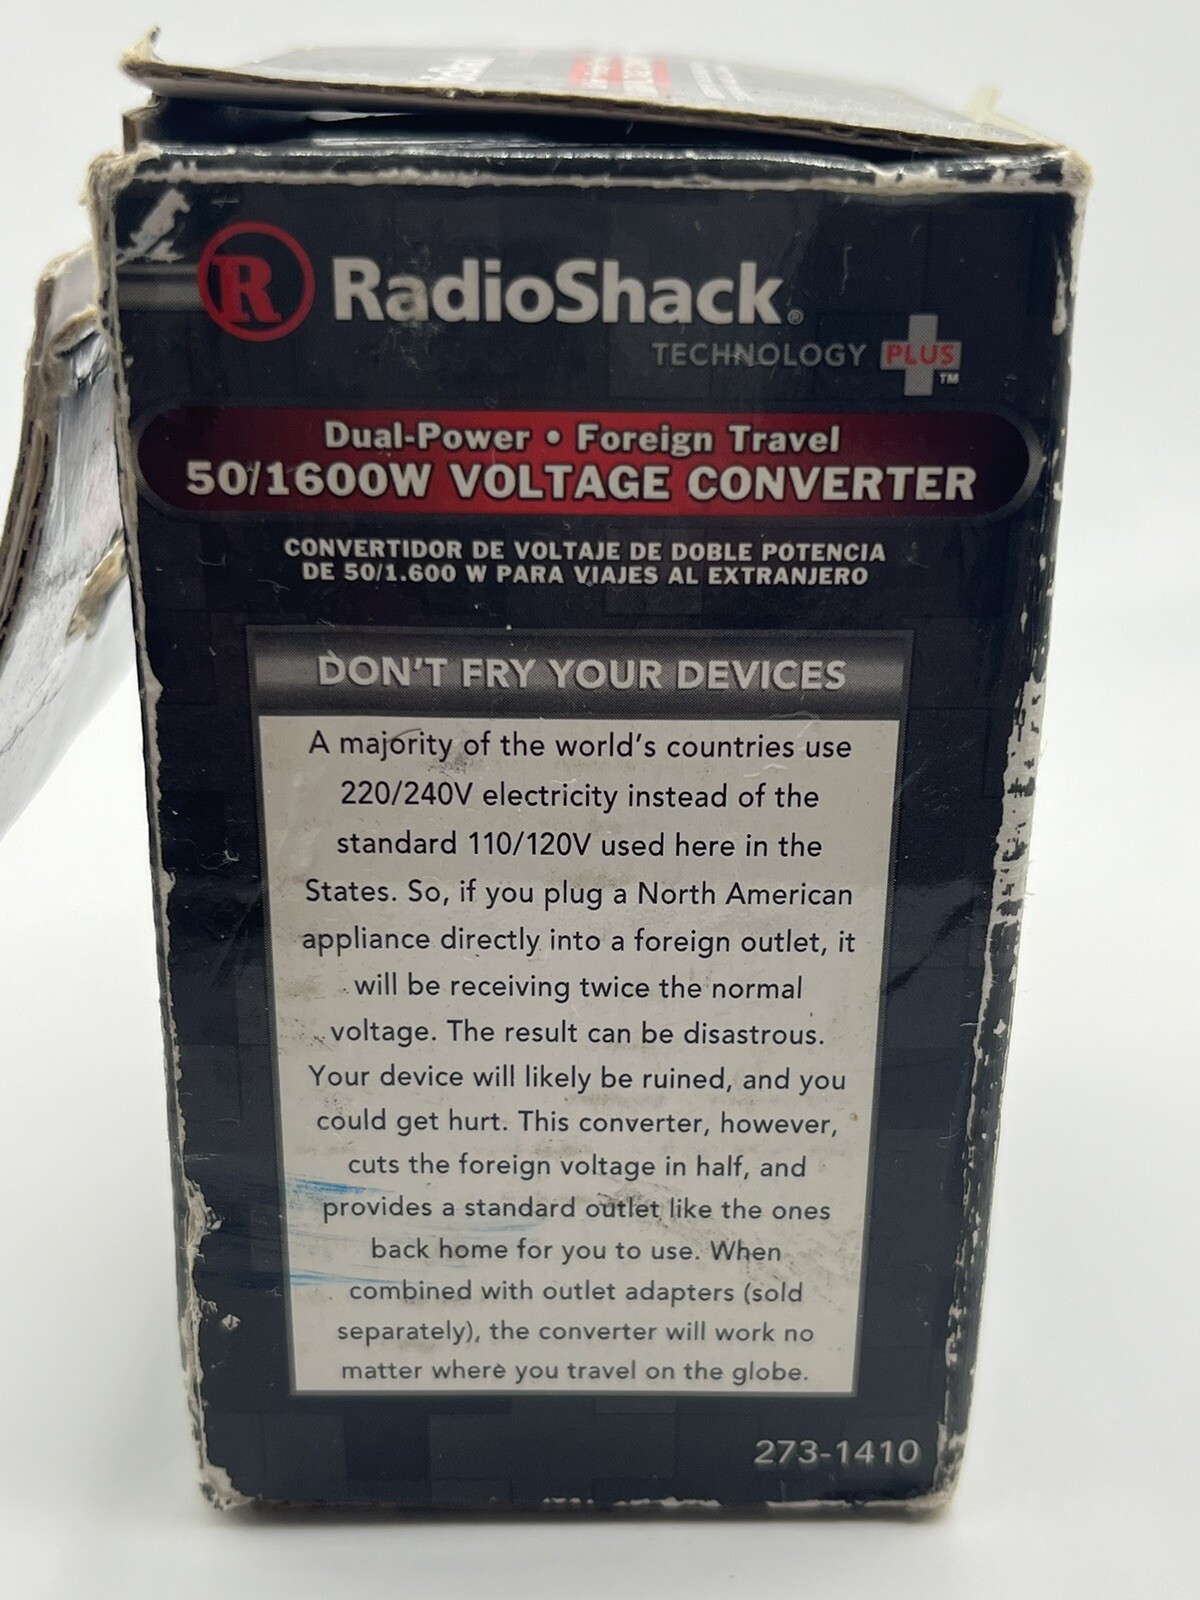 R RadioShack®
TECHNOLOGY PLUS™
Dual-Power • Foreign Travel
50/1600W VOLTAGE CONVERTER
CONVERTIDOR DE VOLTAJE DE DOBLE POTENCIA
DE 50/1.600 W PARA VIAJES AL EXTRANJERO
DON'T FRY YOUR DEVICES
A majority of the world's countries use
220/240V electricity instead of the
standard 110/120V used here in the
States. So, if you plug a North American
appliance directly into a foreign outlet, it
will be receiving twice the normal
voltage. The result can be disastrous.
Your device will likely be ruined, and you
could get hurt. This converter, however,
cuts the foreign voltage in half, and
provides a standard outlet like the ones
back home for you to use. When
combined with outlet adapters (sold
separately), the converter will work no
matter where you travel on the globe.
273-1410